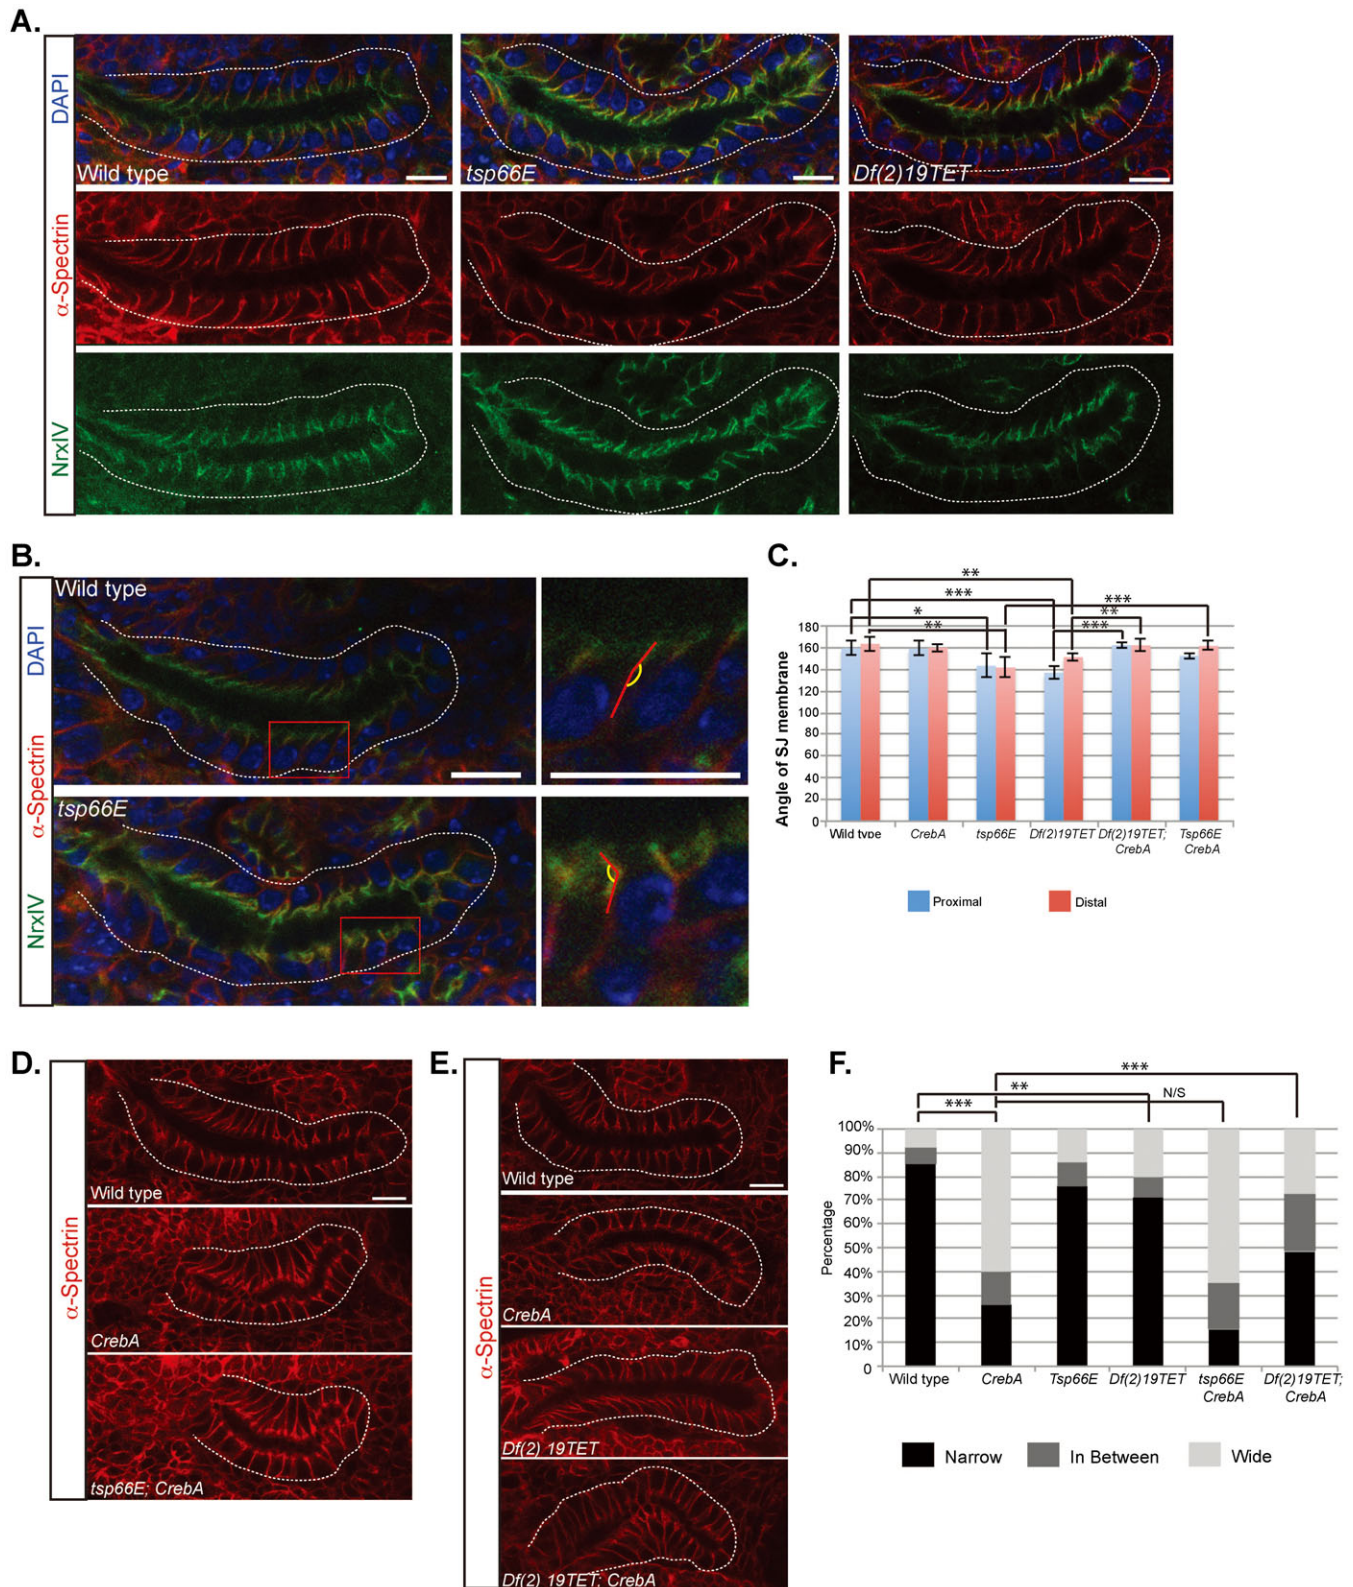 A.
DAPI
α-Spectrin
NrxIV
Wild type
tsp66E
Df(2)19TET
B.
DAPI
α-Spectrin
NrxIV
Wild type
tsp66E
C.
**
***
*
***
**
**
***
Angle of SJ membrane
180
160
140
120
100
80
60
40
20
0
Wild type
CrebA
tsp66E
Df(2)19TET
Df(2)19TET;
CrebA
Tsp66E
CrebA
Proximal
Distal
D.
α-Spectrin
Wild type
CrebA
tsp66E; CrebA
E.
α-Spectrin
Wild type
CrebA
Df(2) 19TET
Df(2) 19TET; CrebA
F.
***
**
N/S
***
Percentage
100%
90%
80%
70%
60%
50%
40%
30%
20%
10%
0
Wild type
CrebA
Tsp66E
Df(2)19TET
tsp66E
CrebA
Df(2)19TET;
CrebA
Narrow
In Between
Wide